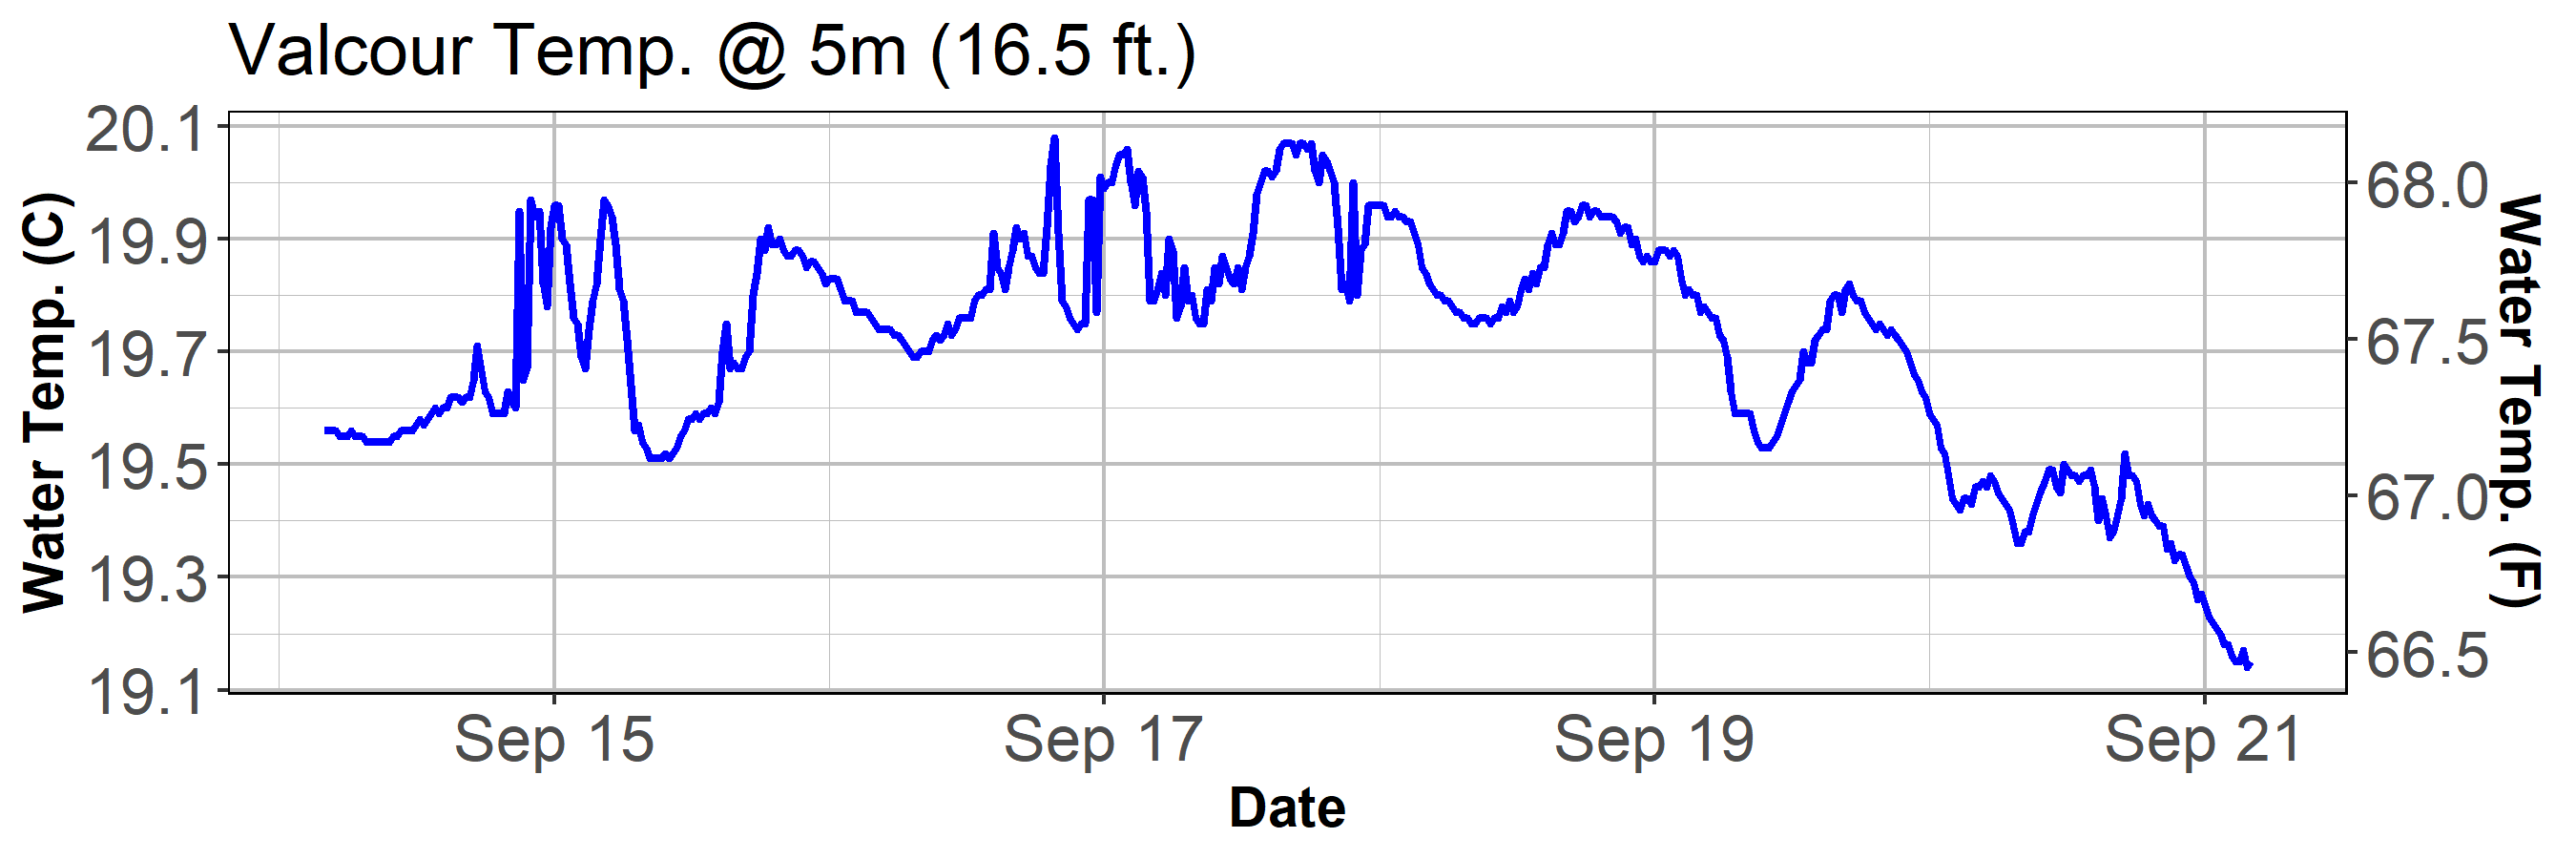 Valcour Temp. @ 5m (16.5 ft.)
Water Temp. (C)
20.1
19.9
19.7
19.5
19.3
19.1
68.0
67.5
67.0
66.5
Water Temp. (F)
Sep 15
Sep 17
Sep 19
Sep 21
Date